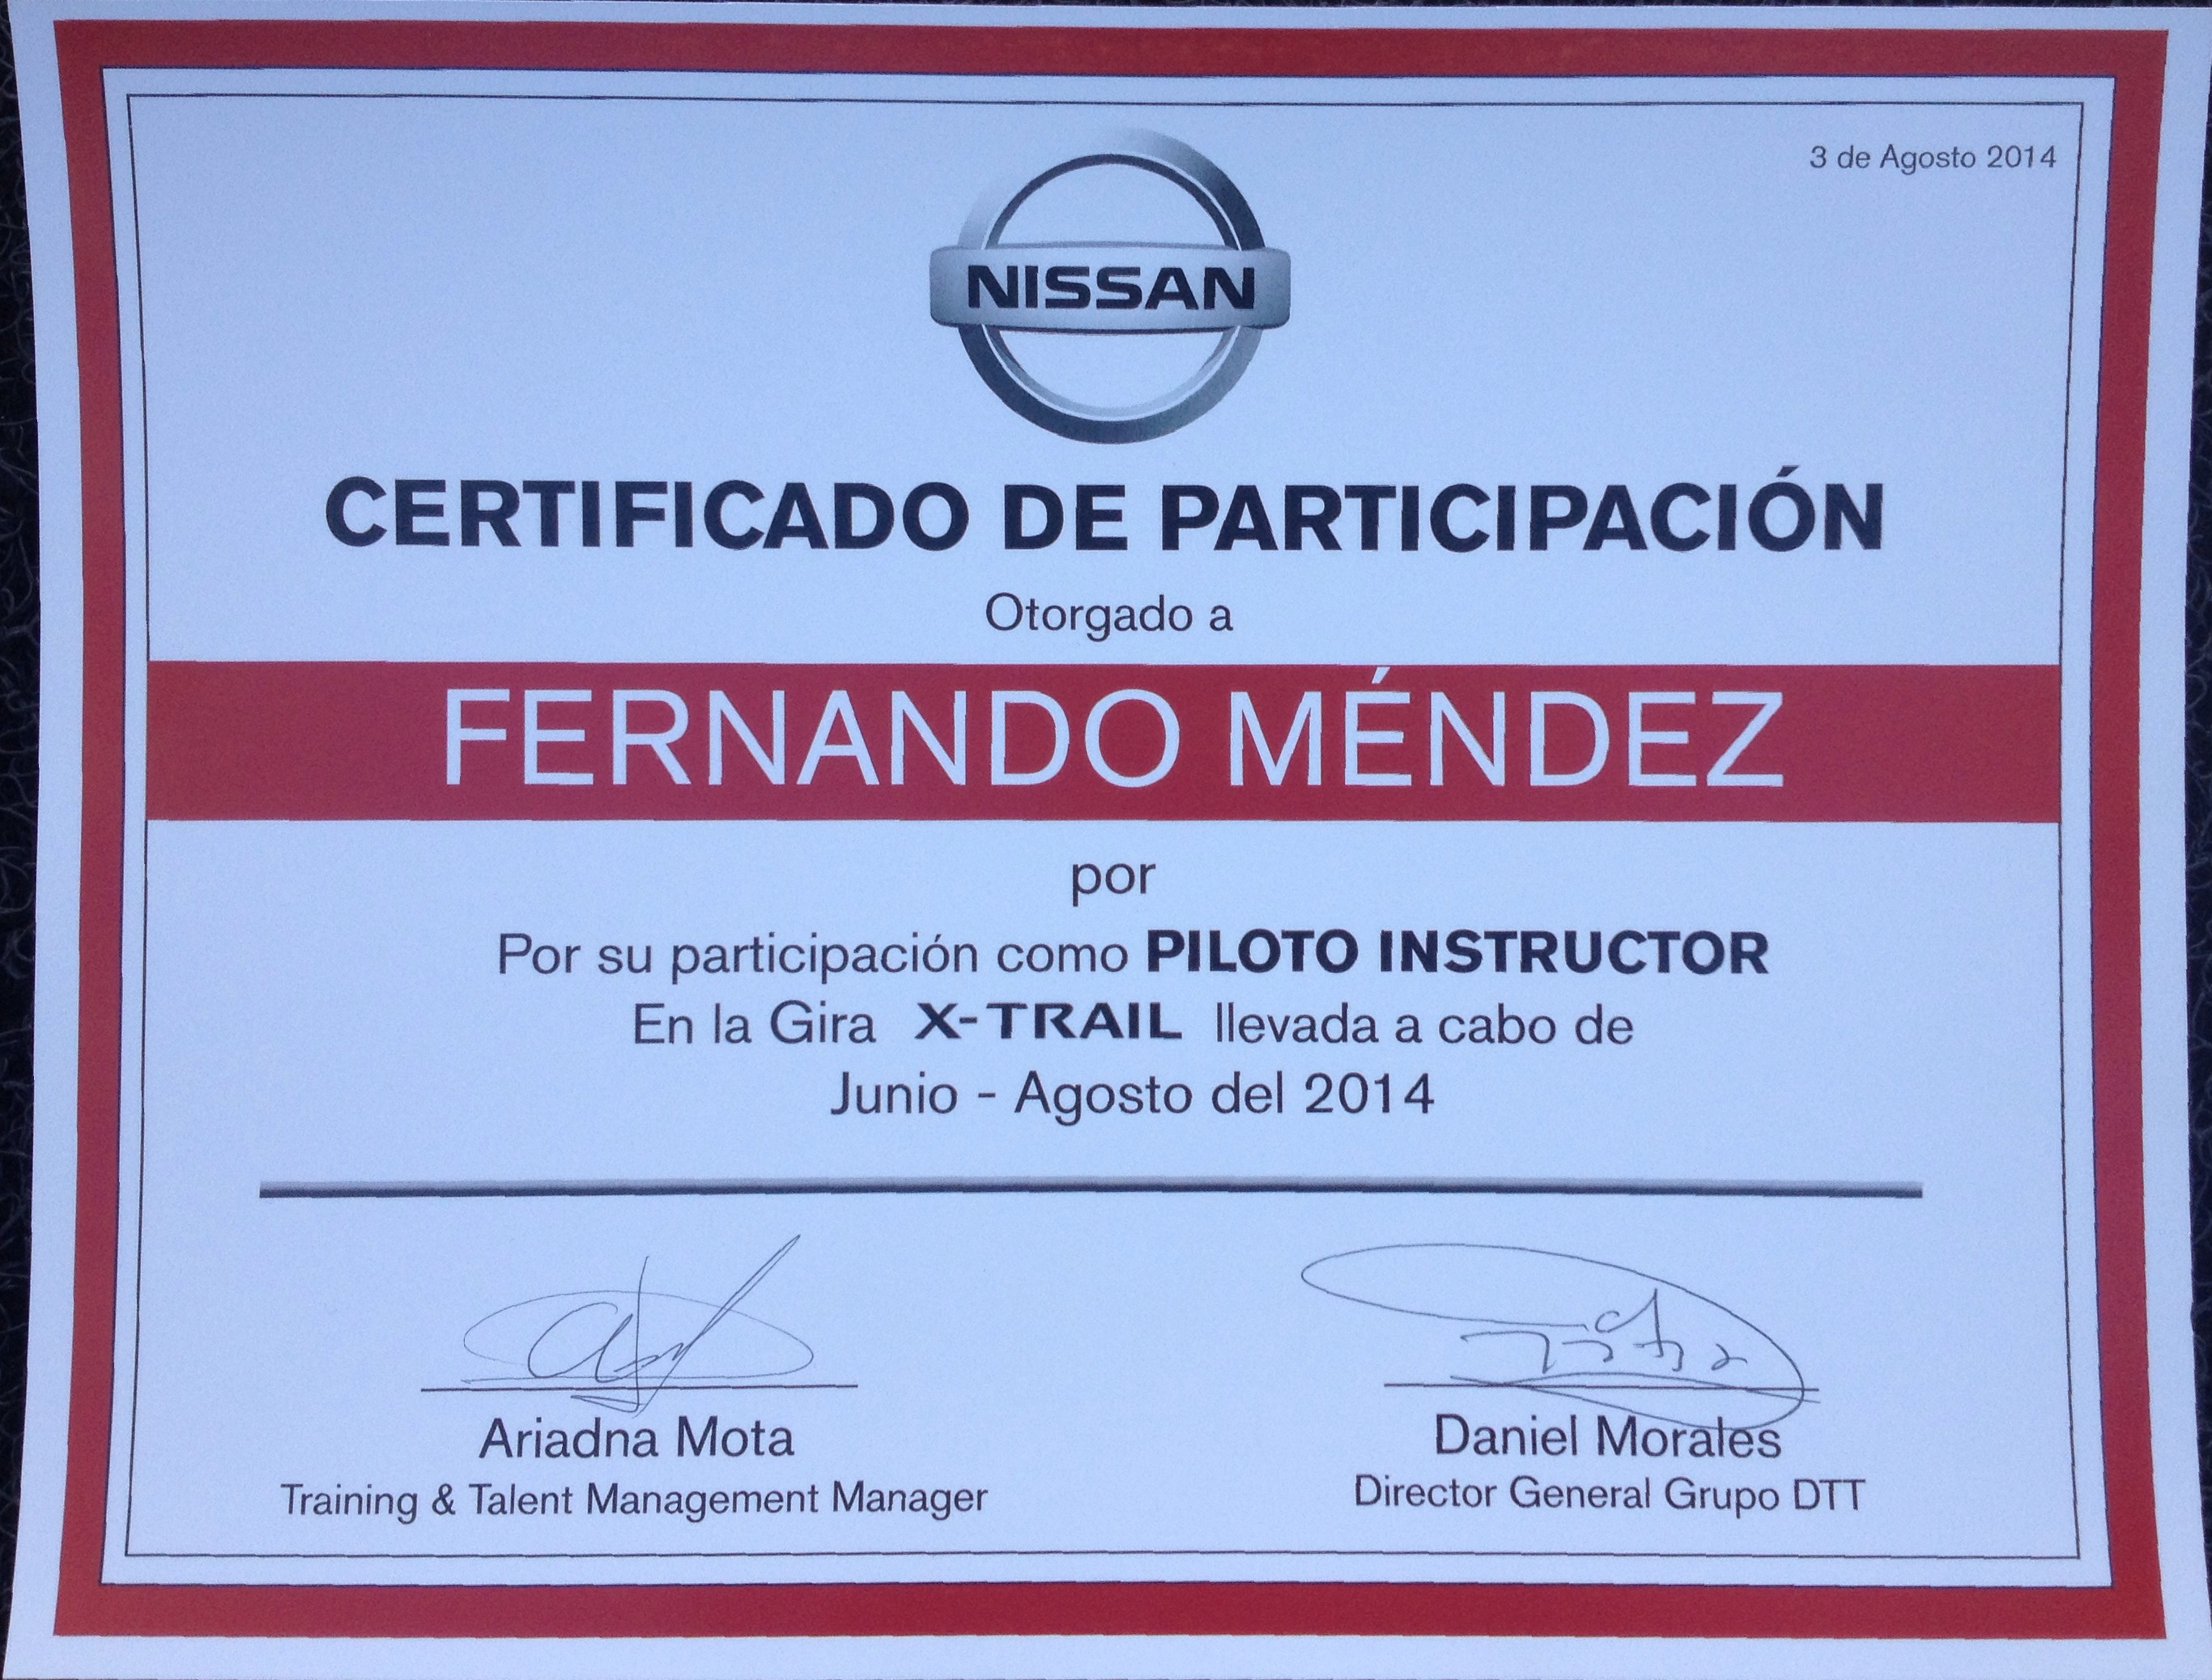 3 de Agosto 2014
NISSAN
CERTIFICADO DE PARTICIPACIÓN
Otorgado a
FERNANDO MÉNDEZ
por
Por su participación como PILOTO INSTRUCTOR
En la Gira X-TRAIL llevada a cabo de
Junio - Agosto del 2014
Ariadna Mota
Training & Talent Management Manager
Daniel Morales
Director General Grupo DTT